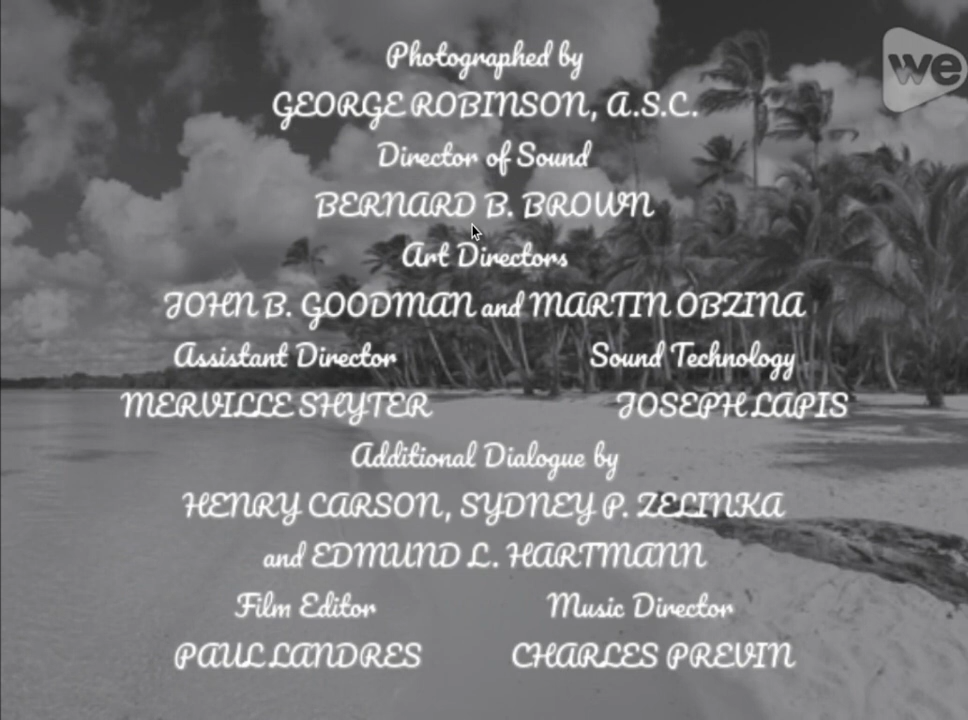 Photographed by
GEORGE ROBINSON, A.S.C.
Director of Sound
BERNARD B. BROWN
Art Directors
JOHN B. GOODMAN and MARTIN OBZINA
Assistant Director
MERVILLE SHYTER
Sound Technology
JOSEPH LAPIS
Additional Dialogue by
HENRY CARSON, SYDNEY P. ZELINKA
and EDMUND L. HARTMANN
Film Editor
PAUL LANDRES
Music Director
CHARLES PREVIN
we